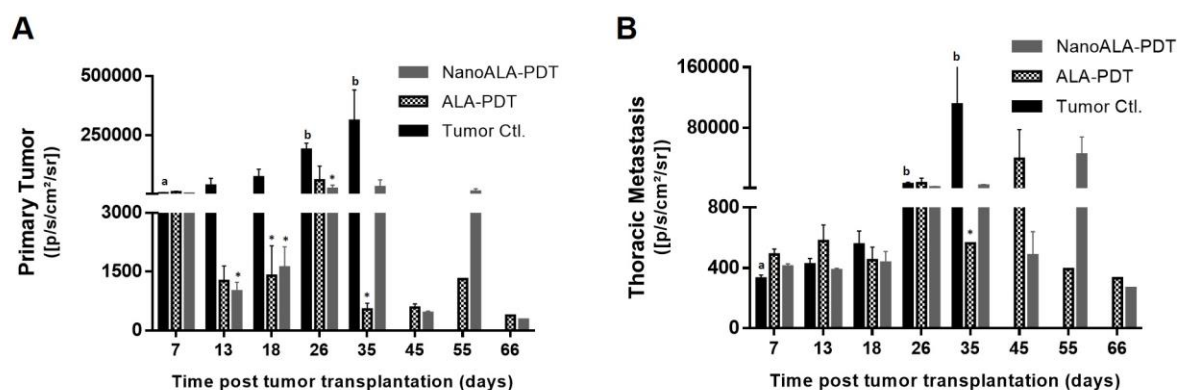 A
Primary Tumor
([p/s/cm²/sr])
500000
250000
3000
1500
0
a
*
*
*
b
*
b
*
NanoALA-PDT
ALA-PDT
Tumor Ctl.
7 13 18 26 35 45 55 66
Time post tumor transplantation (days)
B
Thoracic Metastasis
([p/s/cm²/sr])
160000
80000
800
400
0
a
b
b
*
NanoALA-PDT
ALA-PDT
Tumor Ctl.
7 13 18 26 35 45 55 66
Time post tumor transplantation (days)